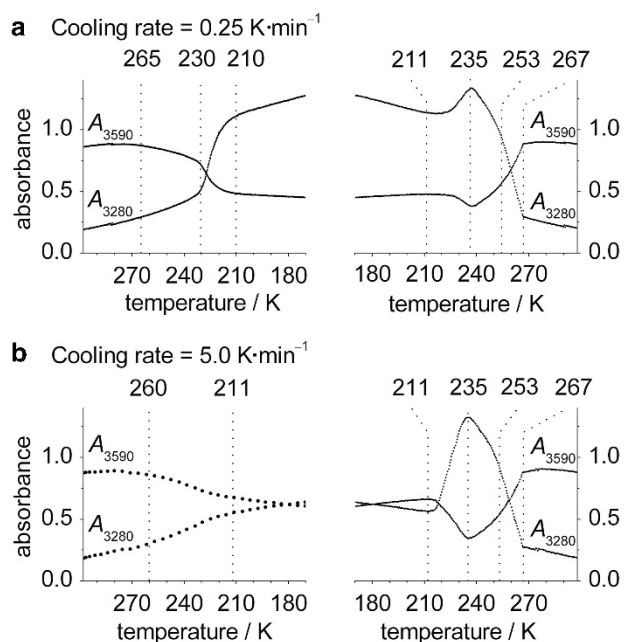 a Cooling rate = 0.25 K·min⁻¹
265 230 210 211 235 253 267
absorbance
1.0
0.5
0.0
A3590
A3280
A3590
A3280
1.0
0.5
0.0
270 240 210 180 180 210 240 270
temperature / K temperature / K
b Cooling rate = 5.0 K·min⁻¹
260 211 211 235 253 267
absorbance
1.0
0.5
0.0
A3590
A3280
A3590
A3280
1.0
0.5
0.0
270 240 210 180 180 210 240 270
temperature / K temperature / K